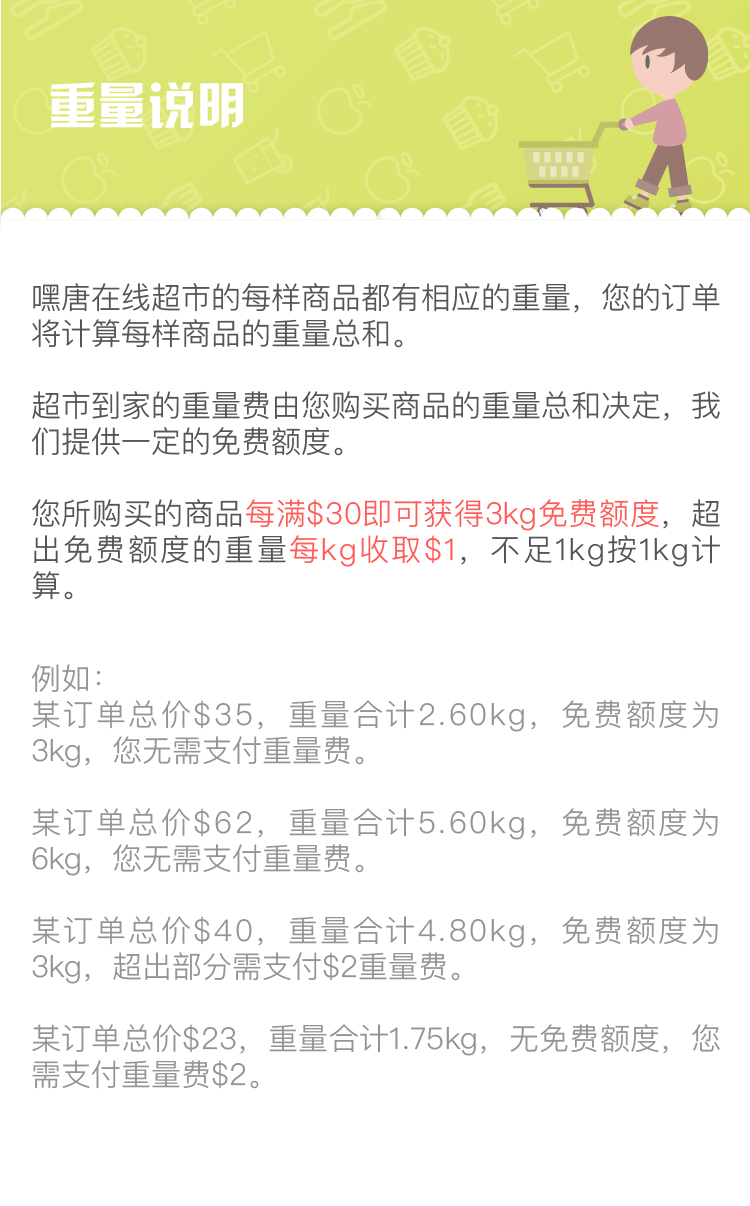 重量说明
嘿唐在线超市的每样商品都有相应的重量，您的订单
将计算每样商品的重量总和。
超市到家的重量费由您购买商品的重量总和决定，我
们提供一定的免费额度。
您所购买的商品每满$30即可获得3kg免费额度，超
出免费额度的重量每kg收取$1，不足1kg按1kg计
算。
例如：
某订单总价$35，重量合计2.60kg，免费额度为
3kg，您无需支付重量费。
某订单总价$62，重量合计5.60kg，免费额度为
6kg，您无需支付重量费。
某订单总价$40，重量合计4.80kg，免费额度为
3kg，超出部分需支付$2重量费。
某订单总价$23，重量合计1.75kg，无免费额度，您
需支付重量费$2。